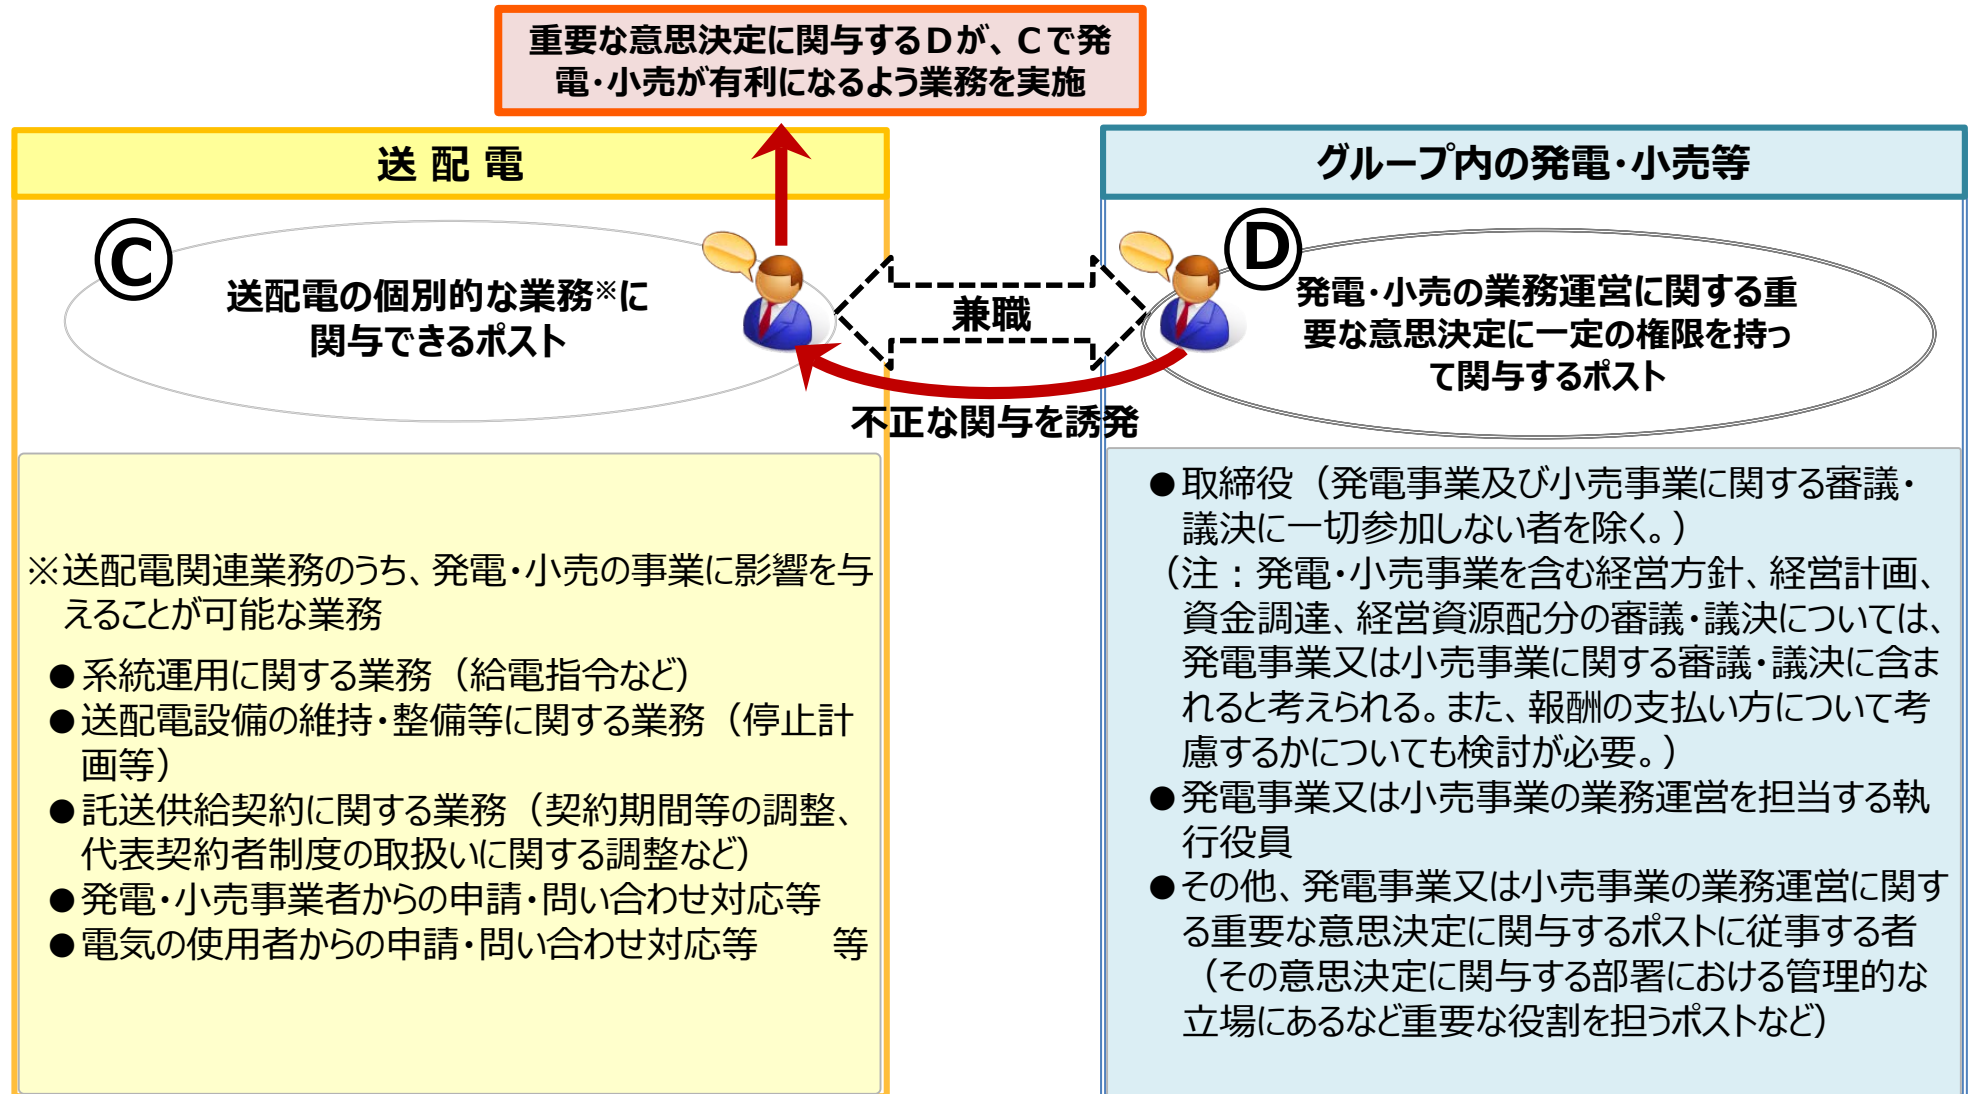 重要な意思決定に関与するDが、Cで発
電・小売が有利になるよう業務を実施
送 配 電
C
送配電の個別的な業務※に
関与できるポスト
兼職
不正な関与を誘発
グループ内の発電・小売等
D
発電・小売の業務運営に関する重
要な意思決定に一定の権限を持っ
て関与するポスト
※送配電関連業務のうち、発電・小売の事業に影響を与
えることが可能な業務
●系統運用に関する業務（給電指令など）
●送配電設備の維持・整備等に関する業務（停止計
画等）
●託送供給契約に関する業務（契約期間等の調整、
代表契約者制度の取扱いに関する調整など）
●発電・小売事業者からの申請・問い合わせ対応等
●電気の使用者からの申請・問い合わせ対応等　　等
●取締役（発電事業及び小売事業に関する審議・
議決に一切参加しない者を除く。）
（注：発電・小売事業を含む経営方針、経営計画、
資金調達、経営資源配分の審議・議決については、
発電事業又は小売事業に関する審議・議決に含ま
れると考えられる。また、報酬の支払い方について考
慮するかについても検討が必要。）
●発電事業又は小売事業の業務運営を担当する執
行役員
●その他、発電事業又は小売事業の業務運営に関す
る重要な意思決定に関与するポストに従事する者
（その意思決定に関与する部署における管理的な
立場にあるなど重要な役割を担うポストなど）